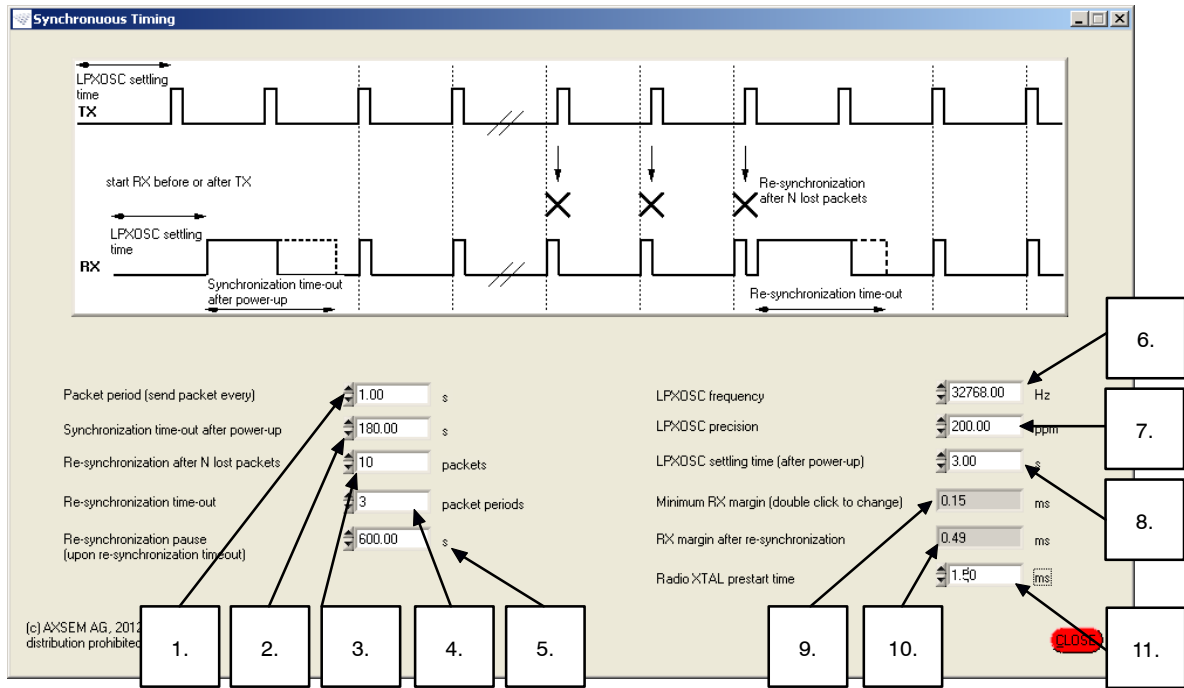 Synchronuous Timing
LPXOSC settling
time
TX
start RX before or after TX
Re-synchronization
after N lost packets
LPXOSC settling
time
RX
Synchronization time-out
after power-up
Re-synchronization time-out
6.
Packet period (send packet every) 1.00 s
LPXOSC frequency 32768.00 Hz
Synchronization time-out after power-up 180.00 s
LPXOSC precision 200.00 ppm
7.
Re-synchronization after N lost packets 10 packets
LPXOSC settling time (after power-up) 3.00 s
Re-synchronization time-out 3 packet periods
Minimum RX margin (double click to change) 0.15 ms
8.
Re-synchronization pause 600.00 s
(upon re-synchronization timeout)
RX margin after re-synchronization 0.49 ms
Radio XTAL prestart time 1.50 ms
(c) AXSEM AG, 2012
distribution prohibited
1.
2.
3.
4.
5.
9.
10.
CLOSE
11.